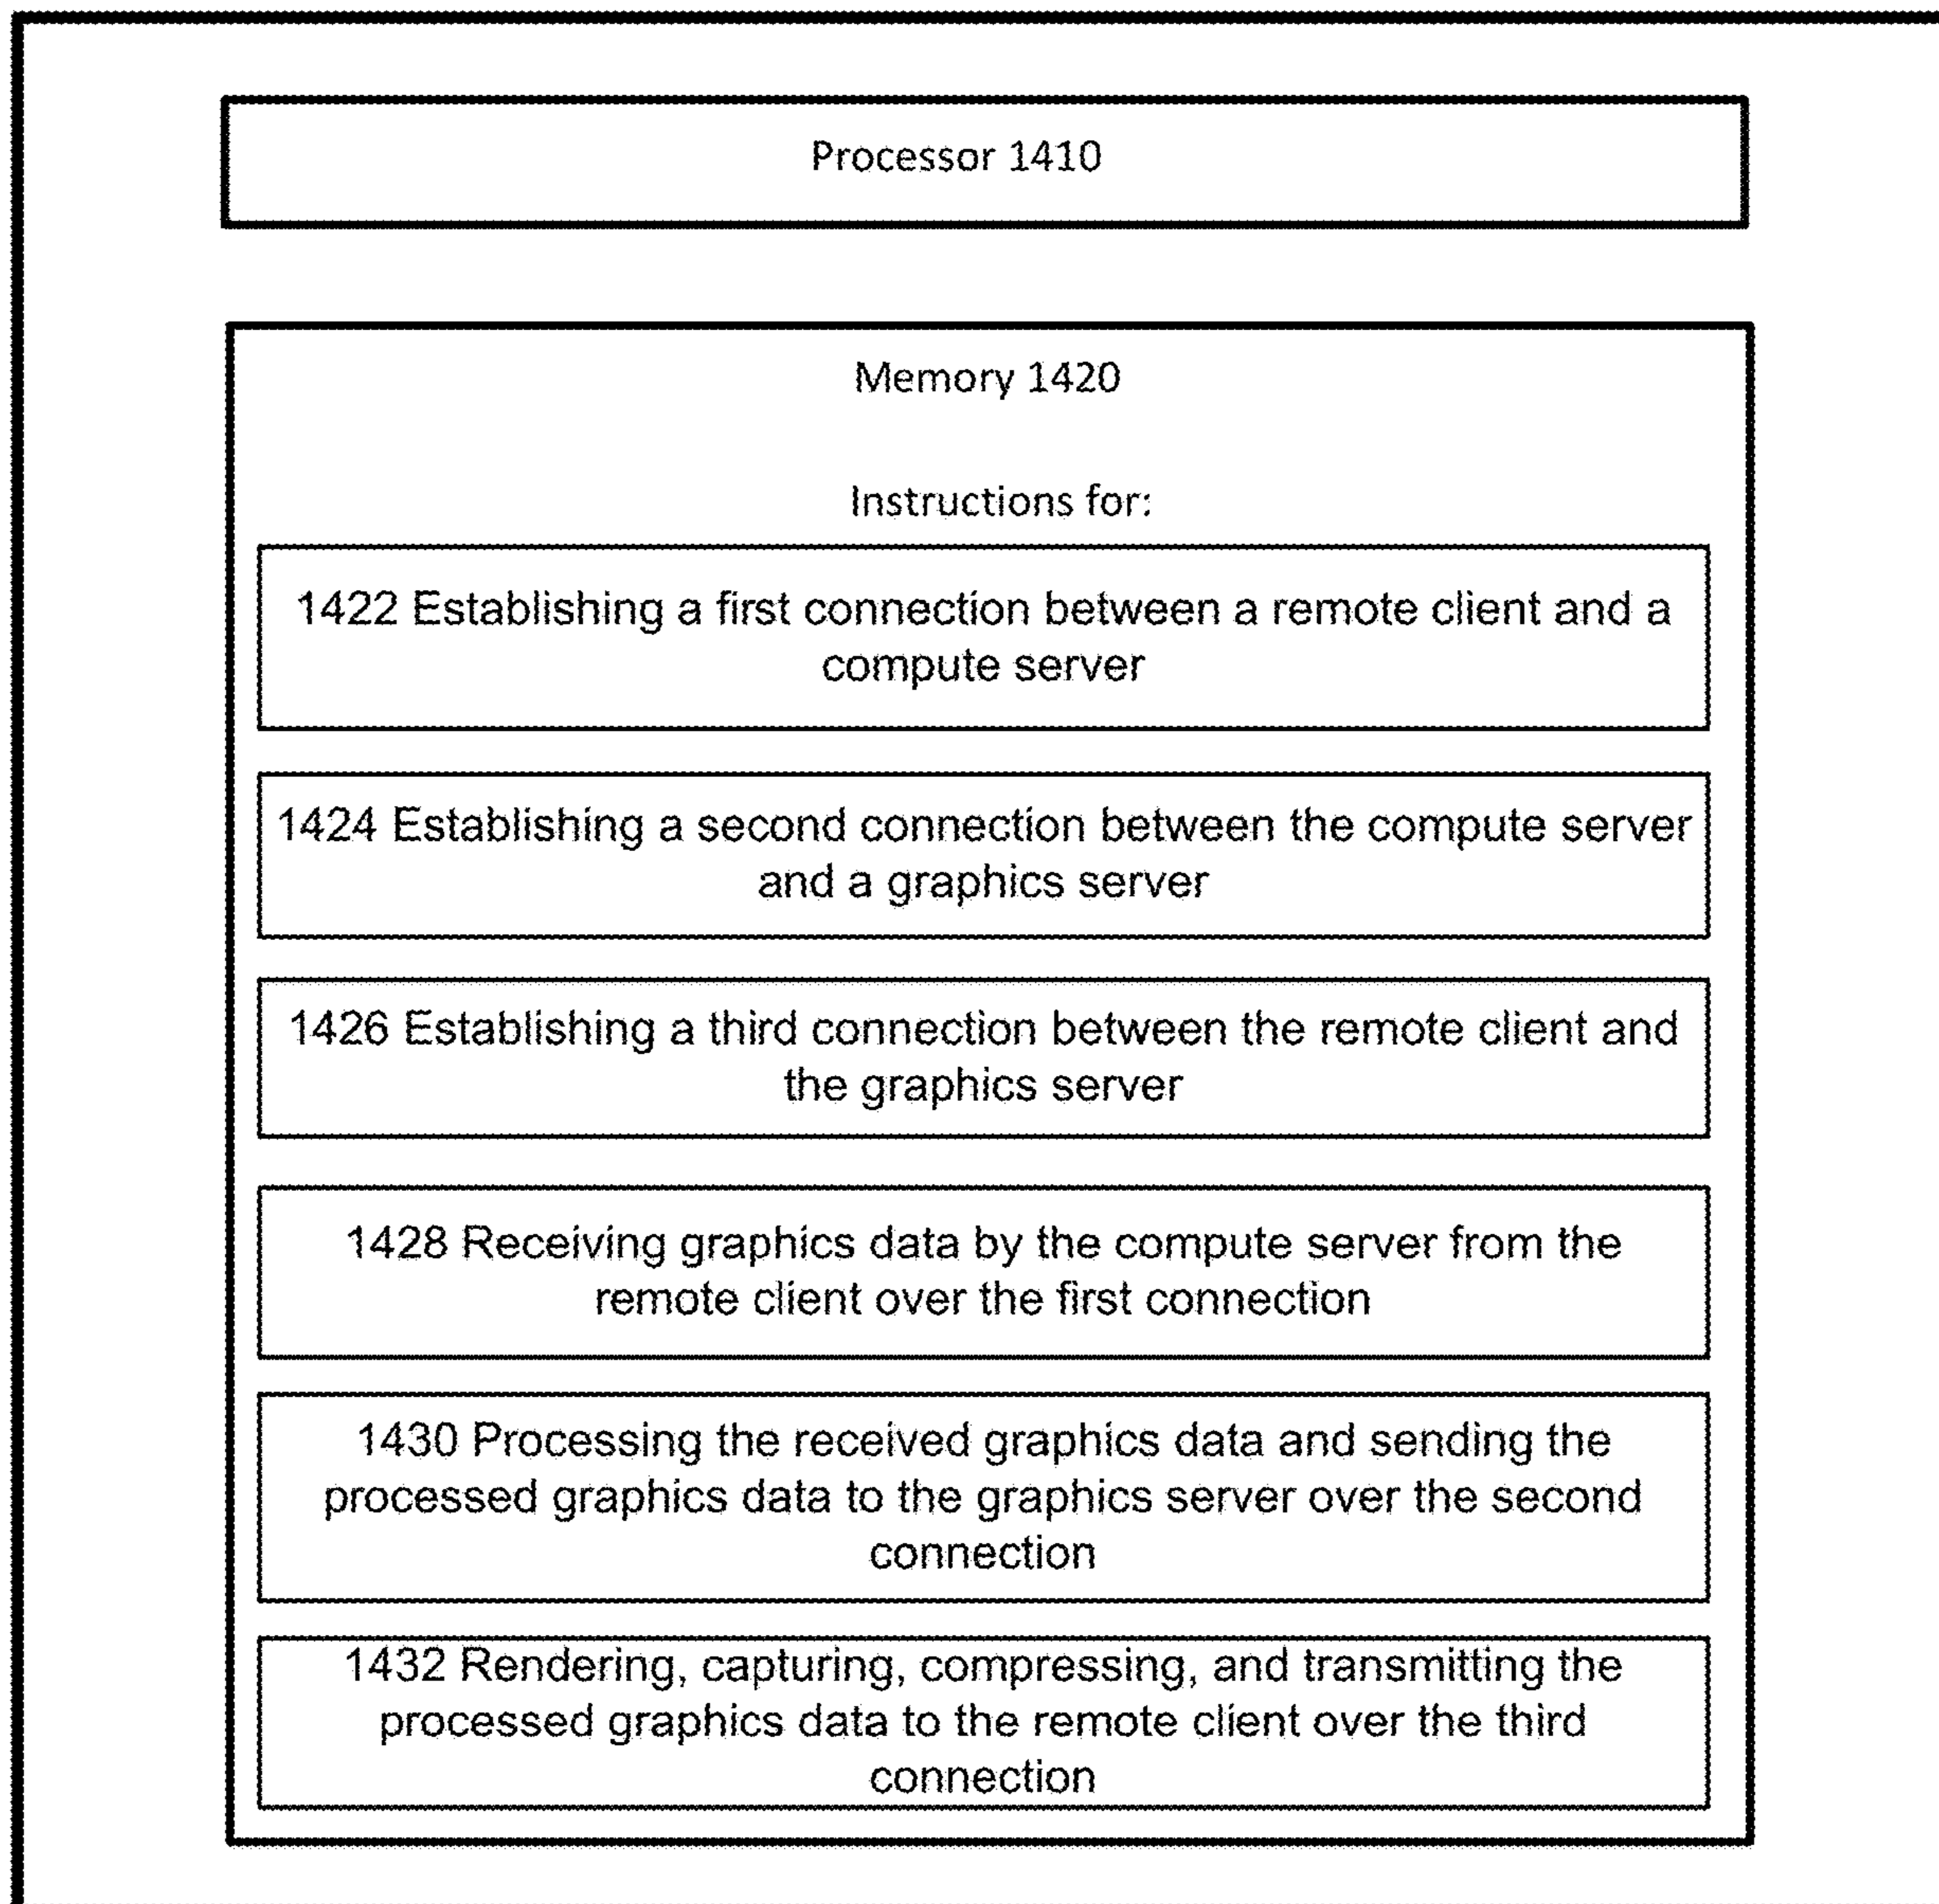 Processor 1410
Memory 1420
Instructions for:
1422 Establishing a first connection between a remote client and a
compute server
1424 Establishing a second connection between the compute server
and a graphics server
1426 Establishing a third connection between the remote client and
the graphics server
1428 Receiving graphics data by the compute server from the
remote client over the first connection
1430 Processing the received graphics data and sending the
processed graphics data to the graphics server over the second
connection
1432 Rendering, capturing, compressing, and transmitting the
processed graphics data to the remote client over the third
connection